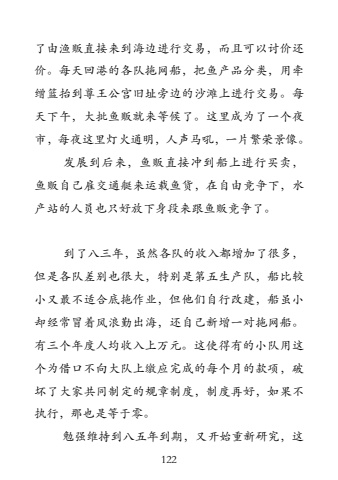 了由渔贩直接来到海边进行交易，而且可以讨价还
价。每天回港的各队拖网船，把鱼产品分类，用牵
缯篮抬到尊王公宫旧址旁边的沙滩上进行交易。每
天下午，大批鱼贩就来等候了。这里成为了一个夜
市，每夜这里灯火通明，人声马吼，一片繁荣景像。
发展到后来，鱼贩直接冲到船上进行买卖，
鱼贩自己雇交通艇来运载鱼货，在自由竞争下，水
产站的人员也只好放下身段来跟鱼贩竞争了。
到了八三年，虽然各队的收入都增加了很多，
但是各队差别也很大，特别是第五生产队，船比较
小又最不适合底拖作业，但他们自行改建，船虽小
却经常冒着风浪勤出海，还自己新增一对拖网船。
有三个年度人均收入上万元。这使得有的小队用这
个为借口不向大队上缴应完成的每个月的款项，破
坏了大家共同制定的规章制度，制度再好，如果不
执行，那也是等于零。
勉强维持到八五年到期，又开始重新研究，这
122